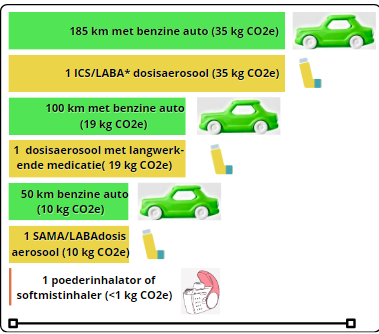 185 km met benzine auto (35 kg CO2e)
1 ICS/LABA* dosisaerosool (35 kg CO2e)
100 km met benzine auto
(19 kg CO2e)
1 dosisaerosool met langwerk-
ende medicatie( 19 kg CO2e)
50 km benzine auto
(10 kg CO2e)
1 SAMA/LABAdosis
aerosool (10 kg CO2e)
1 poederinhalator of
softmistinhaler (<1 kg CO2e)